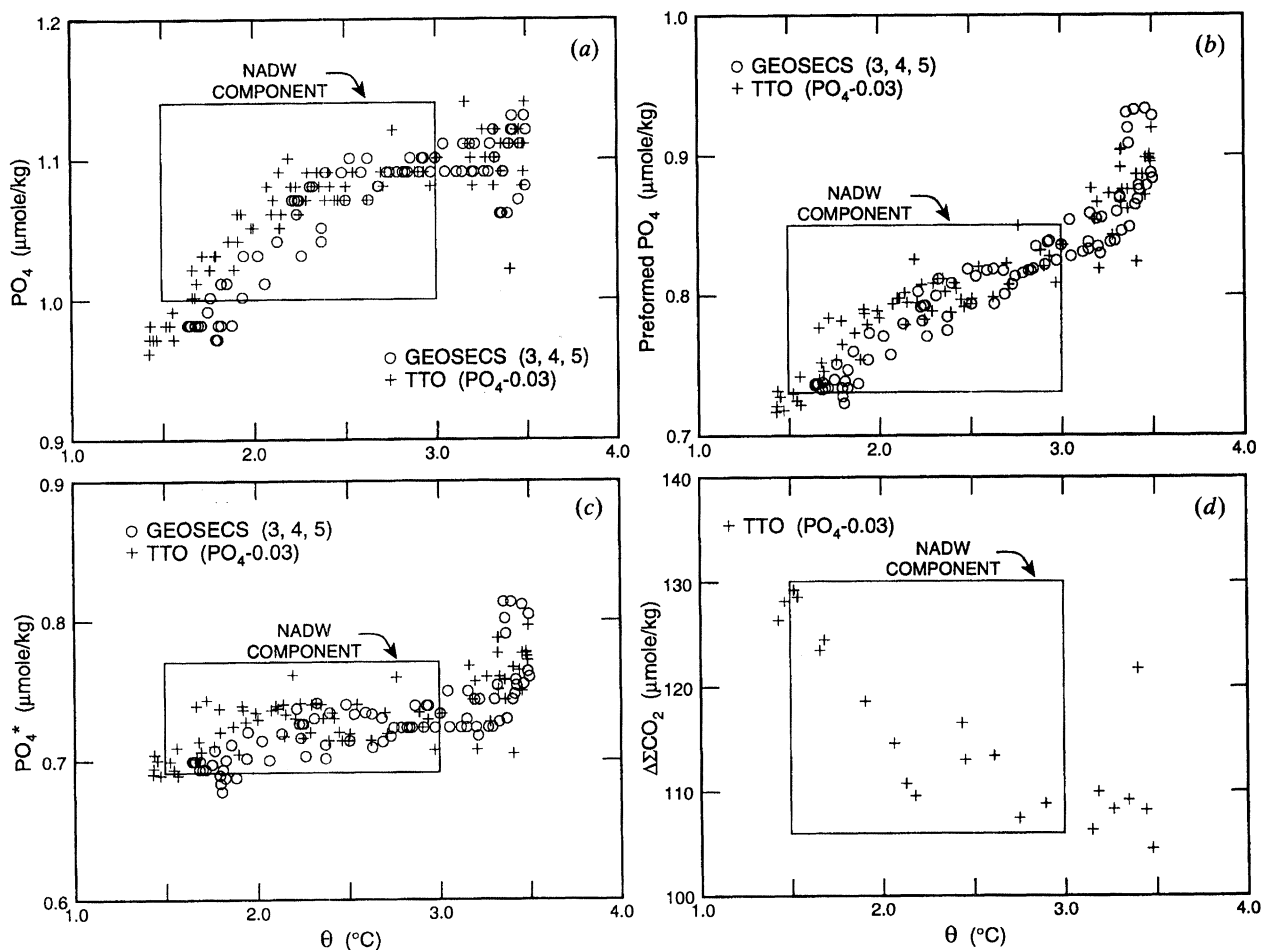 (a)
1.2
1.1
1.0
0.9
PO4 (μmole/kg)
NADW
COMPONENT
GEOSECS (3, 4, 5)
+ TTO (PO4-0.03)
1.0
2.0
3.0
4.0
(b)
1.0
0.9
0.8
0.7
Preformed PO4 (μmole/kg)
GEOSECS (3, 4, 5)
+ TTO (PO4-0.03)
NADW
COMPONENT
1.0
2.0
3.0
4.0
(c)
0.9
0.8
0.7
0.6
PO4* (μmole/kg)
GEOSECS (3, 4, 5)
+ TTO (PO4-0.03)
NADW
COMPONENT
1.0
2.0
3.0
4.0
θ (°C)
(d)
140
130
120
110
100
ΔΣCO2 (μmole/kg)
+ TTO (PO4-0.03)
NADW
COMPONENT
1.0
2.0
3.0
4.0
θ (°C)